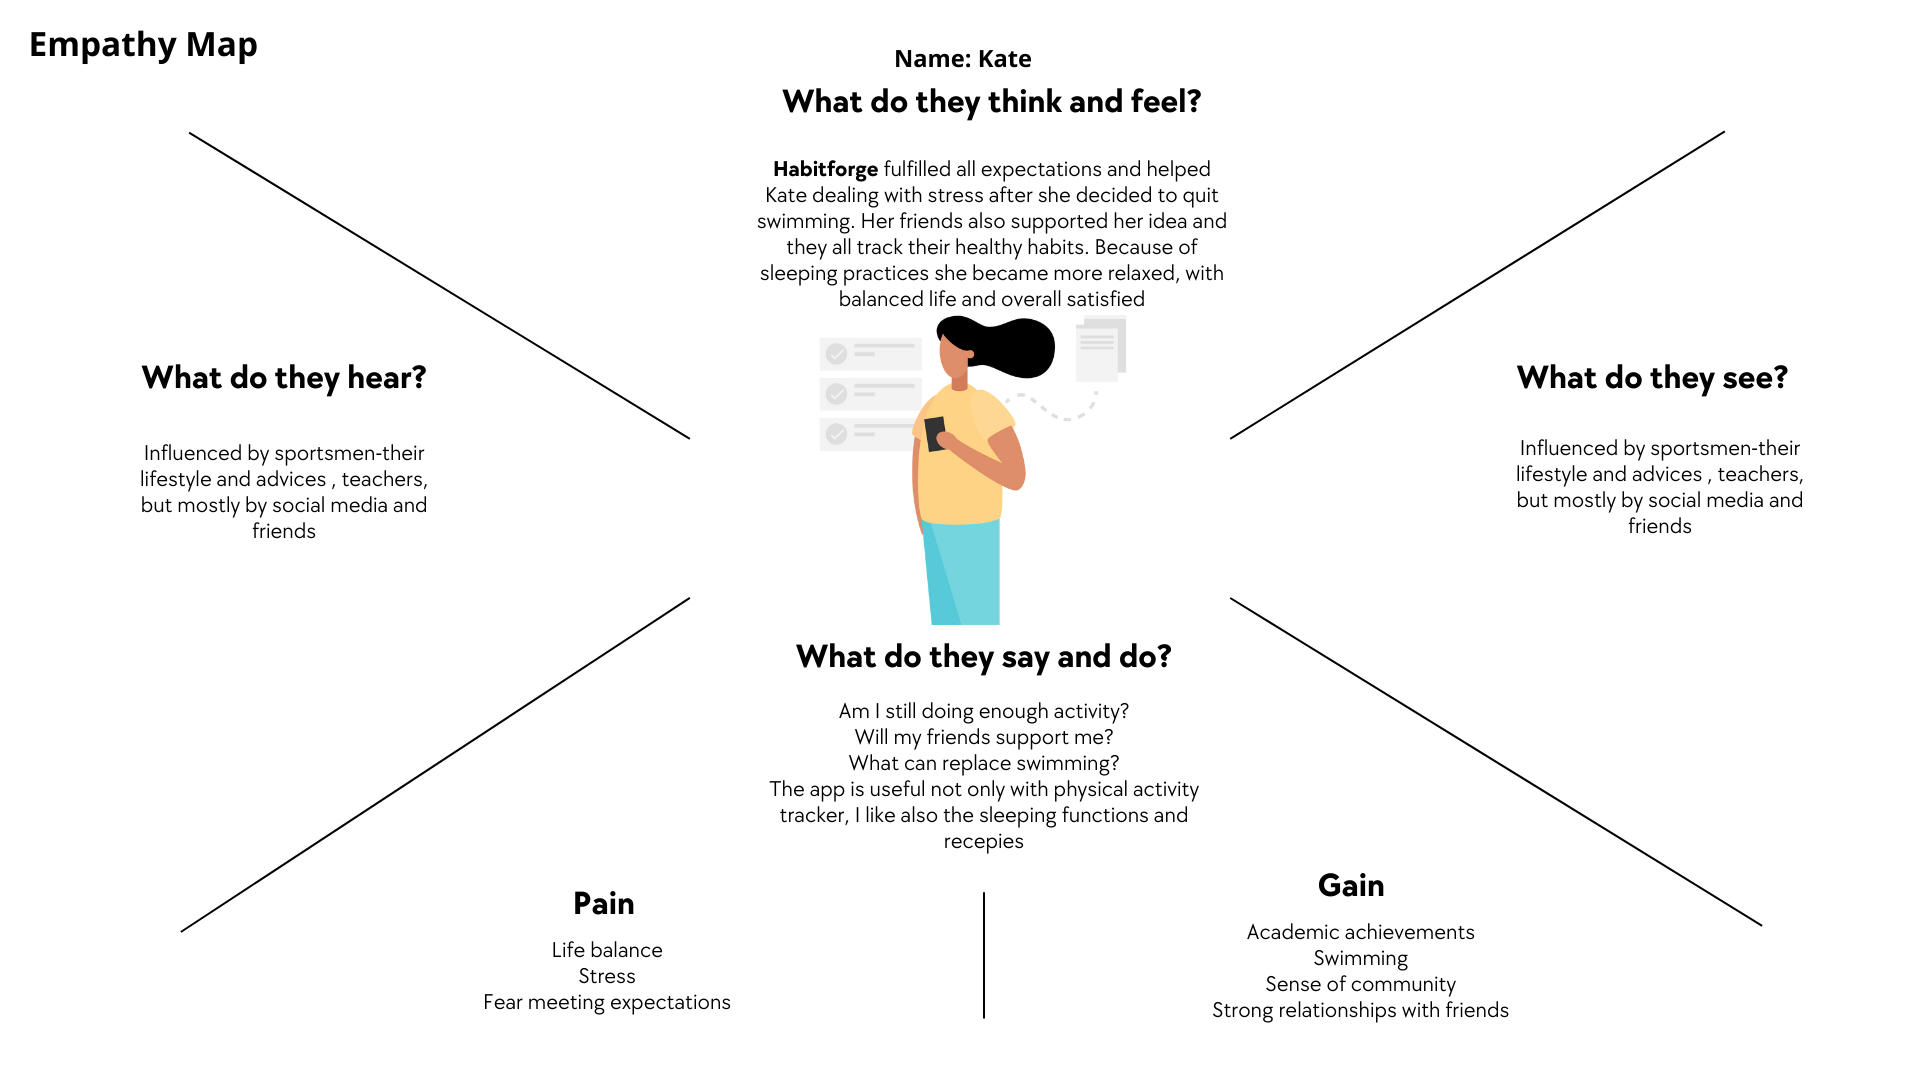 Empathy Map
Name: Kate
What do they think and feel?
Habitforge fulfilled all expectations and helped
Kate dealing with stress after she decided to quit
swimming. Her friends also supported her idea and
they all track their healthy habits. Because of
sleeping practices she became more relaxed, with
balanced life and overall satisfied
What do they hear?
Influenced by sportsmen-their
lifestyle and advices , teachers,
but mostly by social media and
friends
What do they see?
Influenced by sportsmen-their
lifestyle and advices , teachers,
but mostly by social media and
friends
What do they say and do?
Am I still doing enough activity?
Will my friends support me?
What can replace swimming?
The app is useful not only with physical activity
tracker, I like also the sleeping functions and
recepies
Pain
Life balance
Stress
Fear meeting expectations
Gain
Academic achievements
Swimming
Sense of community
Strong relationships with friends